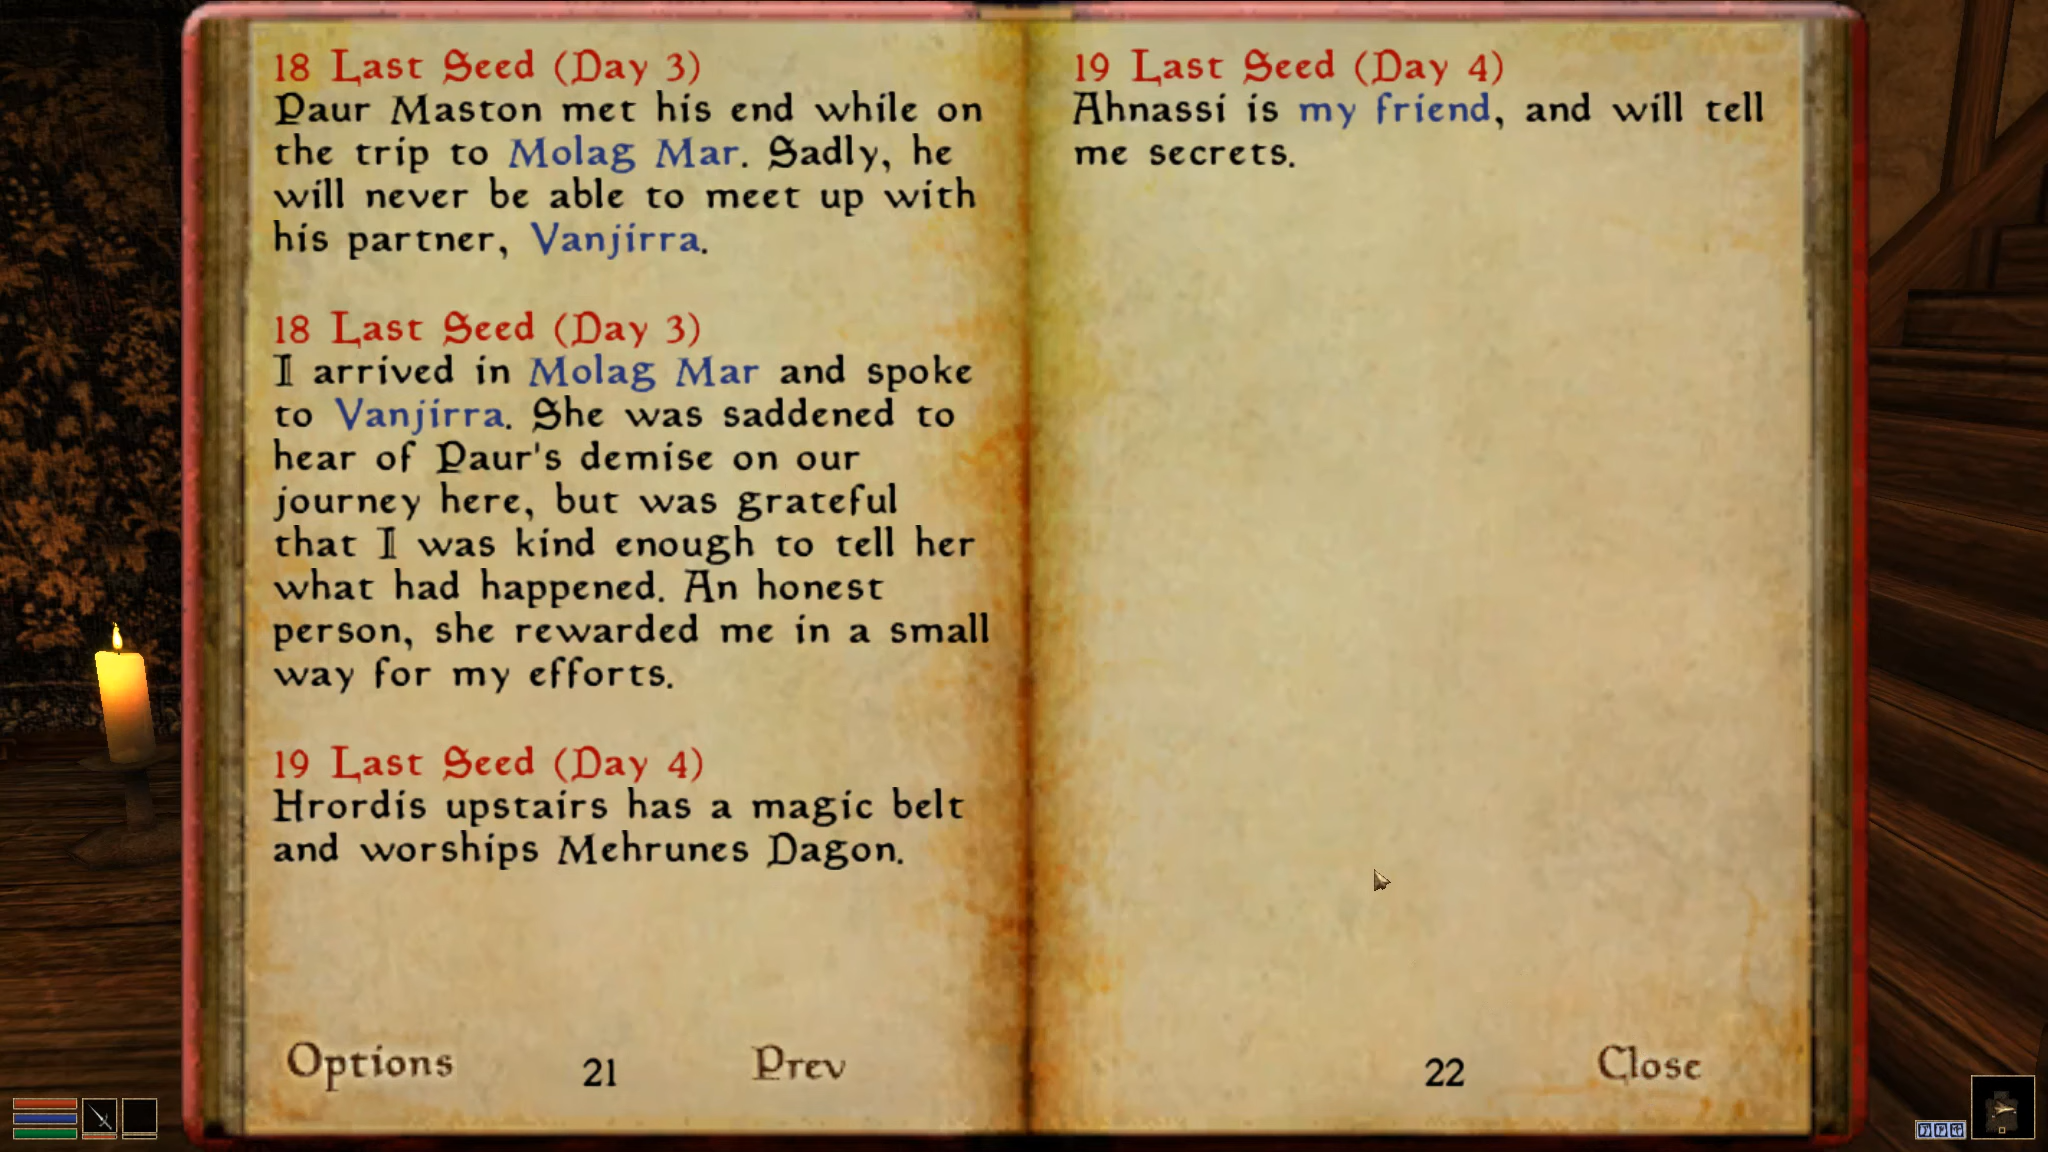 18 Last Seed (Day 3)
Paur Maston met his end while on
the trip to Molag Mar. Sadly, he
will never be able to meet up with
his partner, Vanjirra.
18 Last Seed (Day 3)
I arrived in Molag Mar and spoke
to Vanjirra. She was saddened to
hear of Paur's demise on our
journey here, but was grateful
that I was kind enough to tell her
what had happened. An honest
person, she rewarded me in a small
way for my efforts.
19 Last Seed (Day 4)
Hrordis upstairs has a magic belt
and worships Mehrunes Dagon.
Options
21
Prev
19 Last Seed (Day 4)
Ahnassi is my friend, and will tell
me secrets.
22
Close